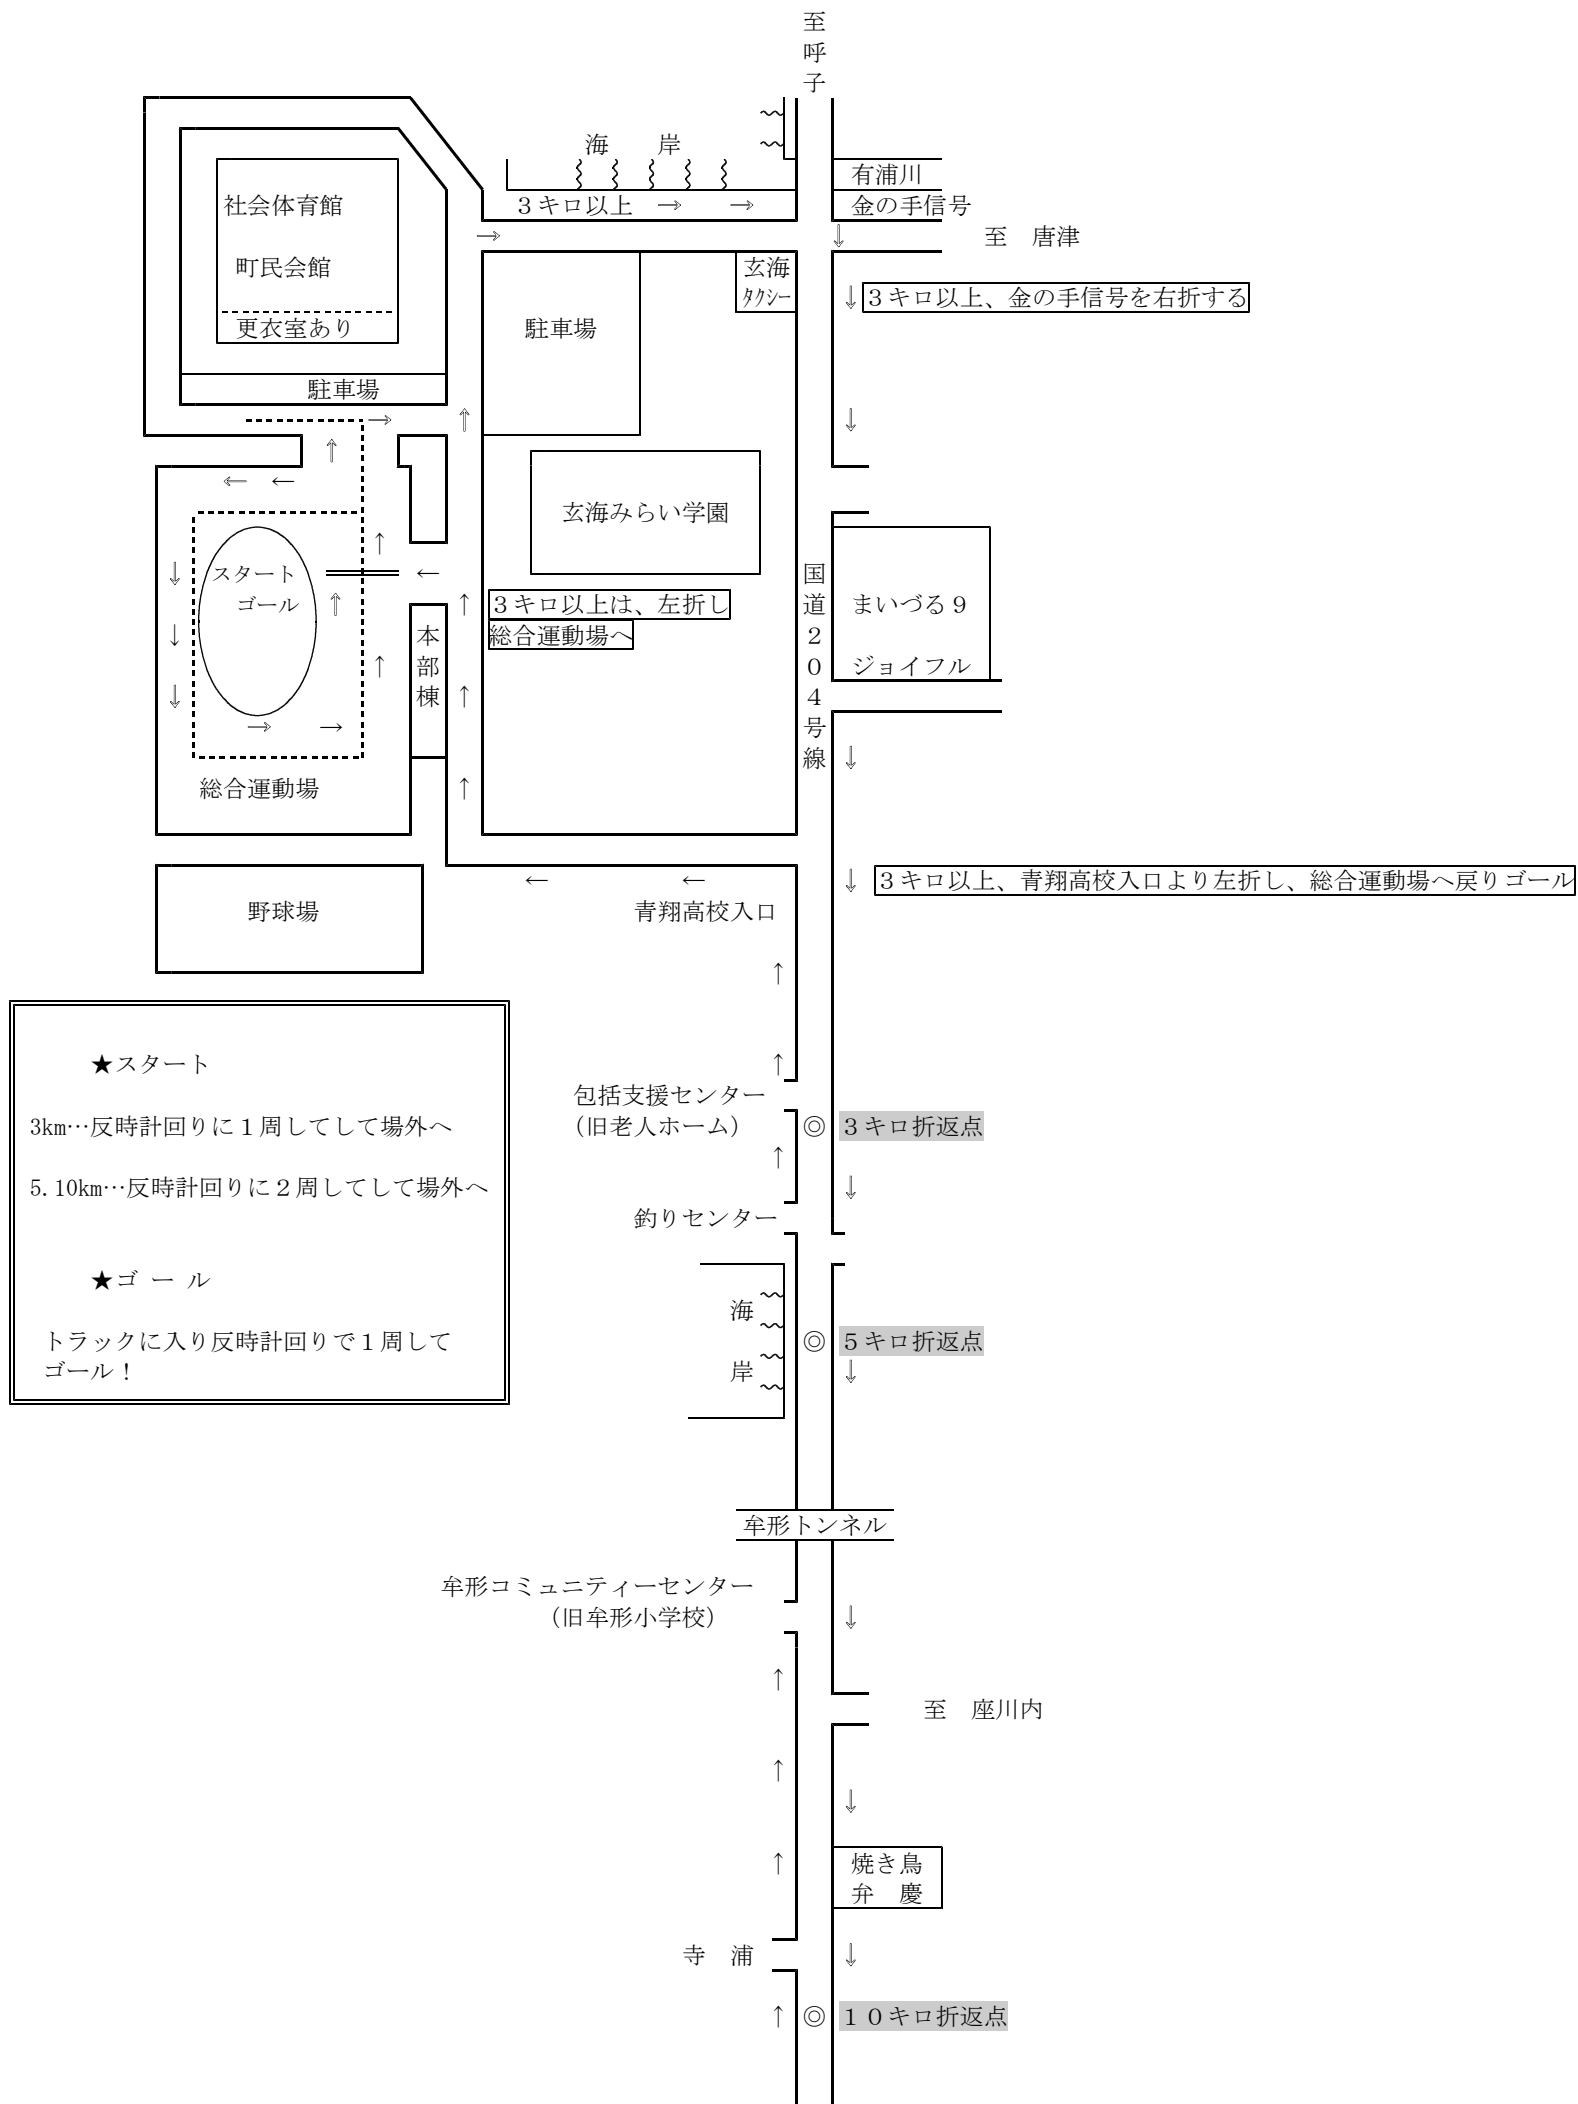 至呼子
海　岸
有浦川
社会体育館
３キロ以上　→　→
金の手信号
→
⇓
至　唐津
町民会館
玄海
ﾀｸｼｰ
⇓
３キロ以上、金の手信号を右折する
更衣室あり
駐車場
駐車場
→
⇑
⇓
⇑
←　←
玄海みらい学園
↑
スタート
⇓
←
国道２０４号線
ゴール
⇑
↑
３キロ以上は、左折し
まいづる９
↓
本部棟
総合運動場へ
↑
ジョイフル
⇓
↑
→　→
⇓
総合運動場
↑
←　←
⇓
３キロ以上、青翔高校入口より左折し、総合運動場へ戻りゴール
野球場
青翔高校入口
↑
★スタート
↑
包括支援センター
3km…反時計回りに１周してして場外へ
（旧老人ホーム）
◎
３キロ折返点
↑
5.10km…反時計回りに２周してして場外へ
⇓
釣りセンター
★ゴ ー ル
海岸
トラックに入り反時計回りで１周して
◎
５キロ折返点
ゴール！
⇓
牟形トンネル
牟形コミュニティーセンター
（旧牟形小学校）
⇓
↑
至　座川内
↑
⇓
↑
焼き鳥
弁　慶
寺　浦
⇓
↑
◎
１０キロ折返点